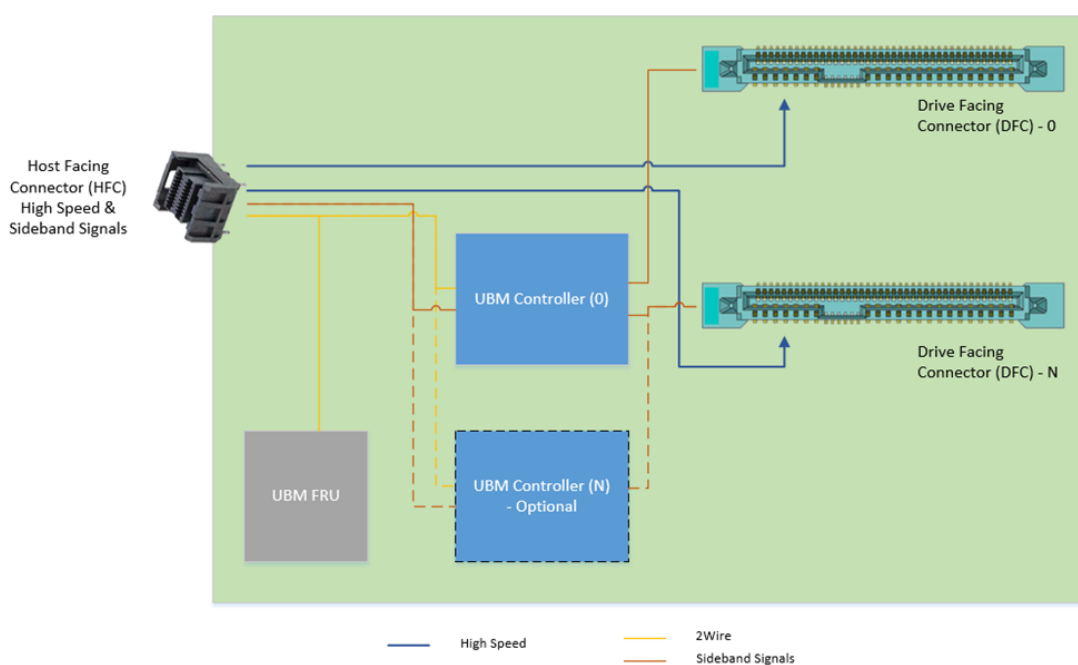 Host Facing
Connector (HFC)
High Speed &
Sideband Signals
Drive Facing
Connector (DFC) - 0
UBM Controller (0)
Drive Facing
Connector (DFC) - N
UBM FRU
UBM Controller (N)
- Optional
High Speed
2Wire
Sideband Signals